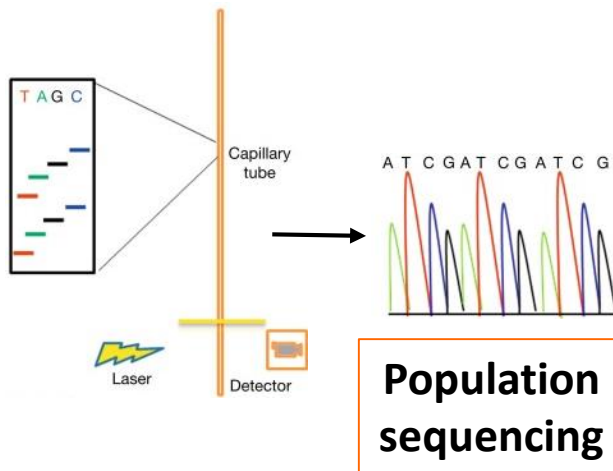 T A G C
Capillary
tube
A T C G A T C G A T C G
Laser
Detector
Population
sequencing